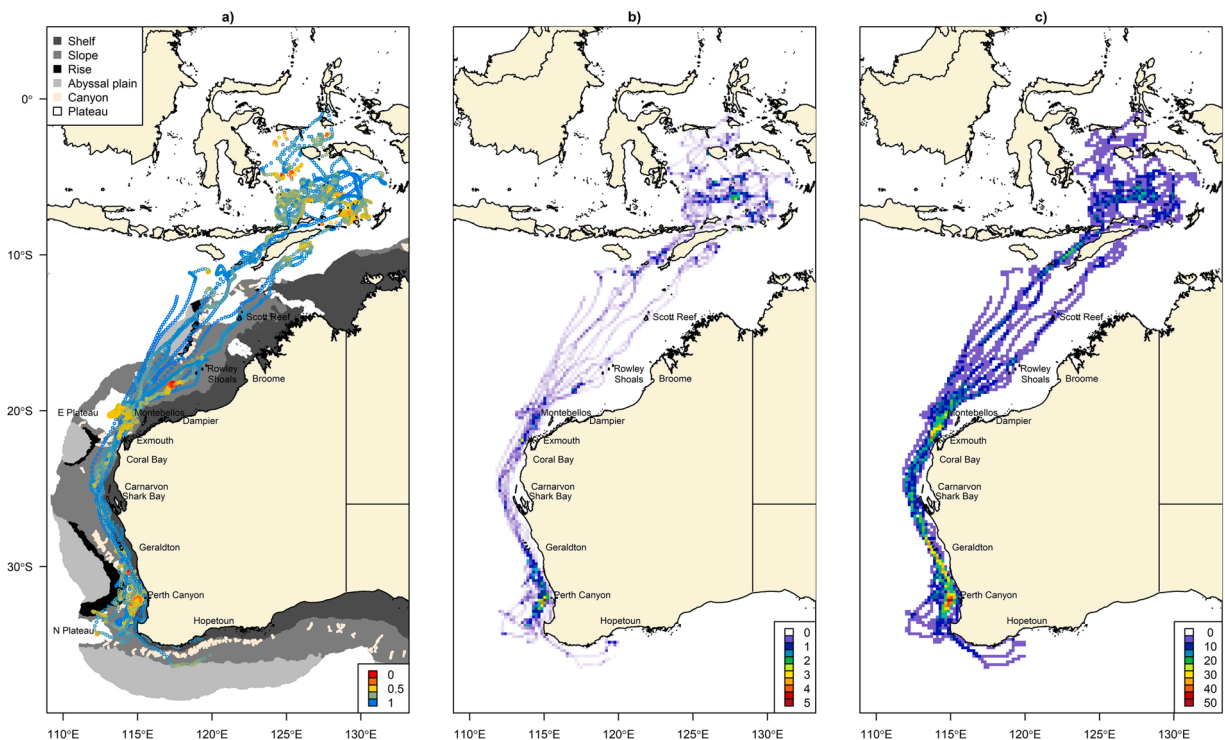 a)
b)
c)
Shelf
Slope
Rise
Abyssal plain
Canyon
Plateau
0°
10°S
20°S
30°S
Scott Reef
Rowley
Shoals
Broome
E Plateau
Montebellos
Dampier
Exmouth
Coral Bay
Carnarvon
Shark Bay
Geraldton
Perth Canyon
N Plateau
Hopetoun
0
0.5
1
110°E 115°E 120°E 125°E 130°E
Scott Reef
Rowley
Shoals
Broome
Montebellos
Dampier
Exmouth
Coral Bay
Carnarvon
Shark Bay
Geraldton
Perth Canyon
Hopetoun
0
1
2
3
4
5
110°E 115°E 120°E 125°E 130°E
Scott Reef
Rowley
Shoals
Broome
Montebellos
Dampier
Exmouth
Coral Bay
Carnarvon
Shark Bay
Geraldton
Perth Canyon
Hopetoun
0
10
20
30
40
50
110°E 115°E 120°E 125°E 130°E